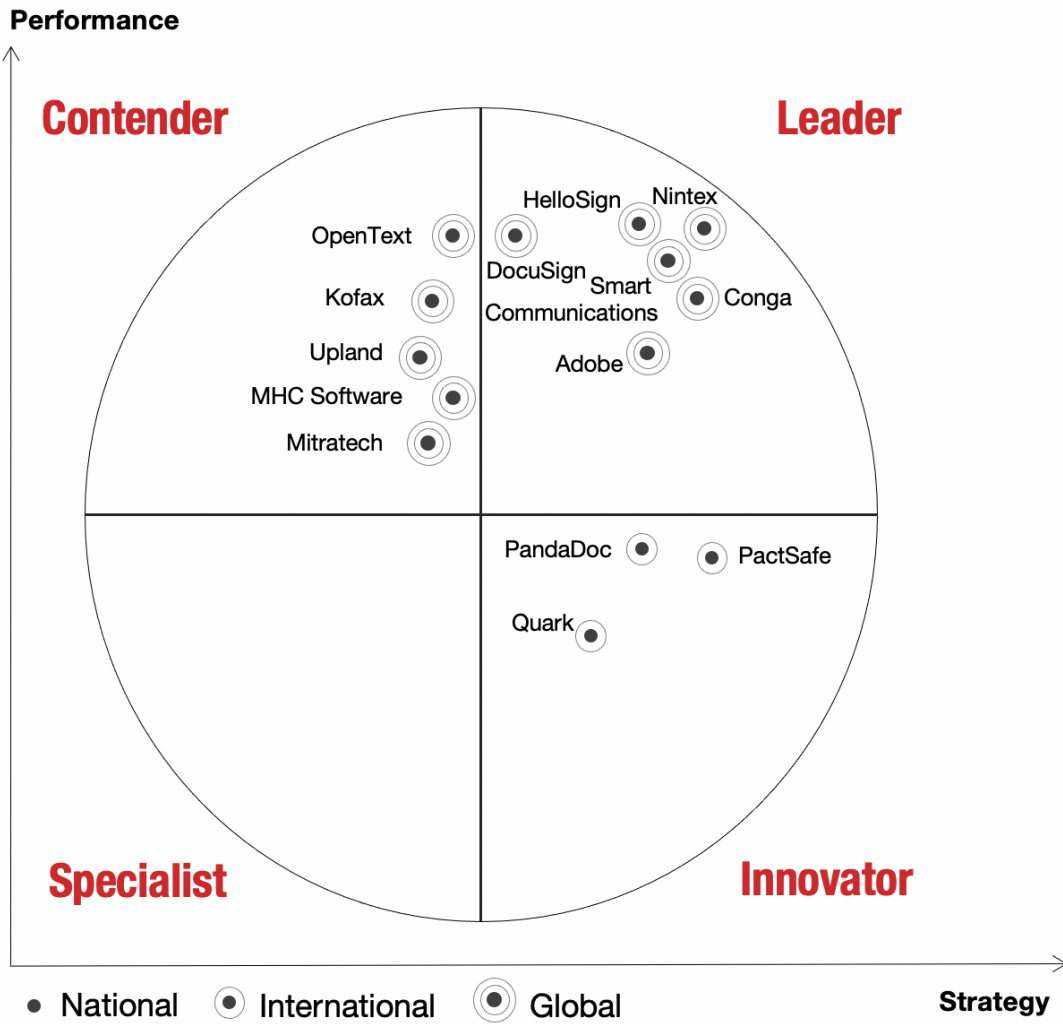 Performance
Contender
Leader
HelloSign
Nintex
OpenText
DocuSign
Smart
Communications
Kofax
Conga
Upland
Adobe
MHC Software
Mitratech
PandaDoc
PactSafe
Quark
Specialist
Innovator
National
International
Global
Strategy